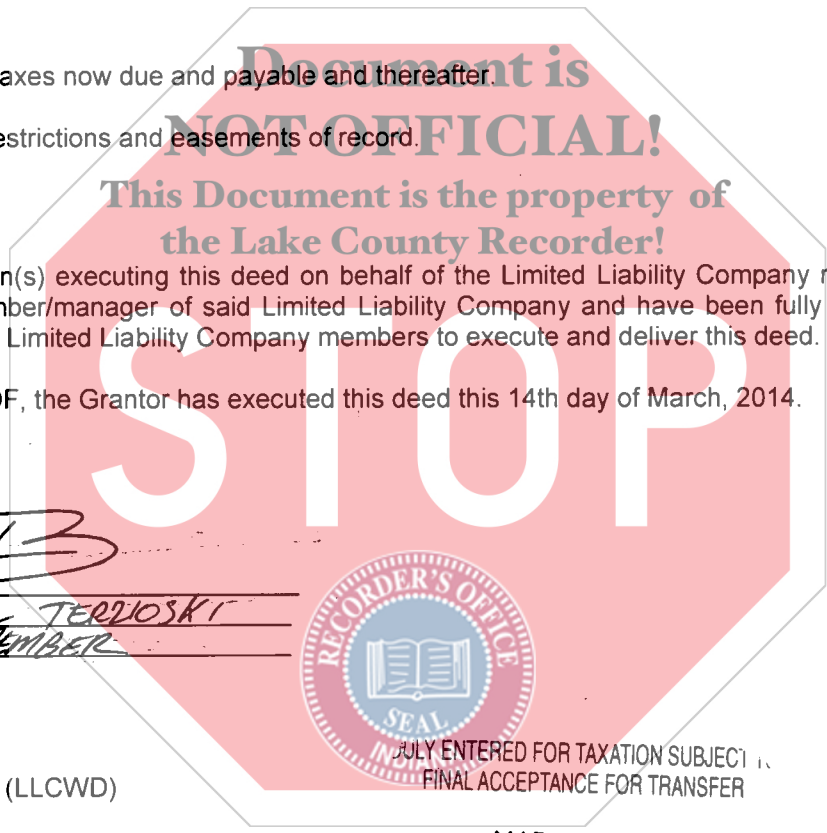 Document is
axes now due and payable and thereafter.
estrictions and easements of record.
NOT OFFICIAL!
This Document is the property of
the Lake County Recorder!
n(s) executing this deed on behalf of the Limited Liability Company
ber/manager of said Limited Liability Company and have been fully
Limited Liability Company members to execute and deliver this deed.
F, the Grantor has executed this deed this 14th day of March, 2014.
STOP
TERZIOSKI
EMBER
RECORDER'S OFFICE
SEAL
INDIANA
DULY ENTERED FOR TAXATION SUBJECT
FINAL ACCEPTANCE FOR TRANSFER
(LLCWD)